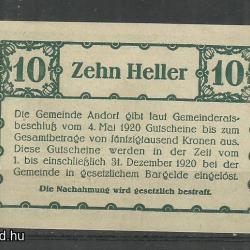 10 Zehn Heller 10
Die Gemeinde Andorf gibt laut Gemeinderats-
beschluß vom 4. Mai 1920 Gutscheine bis zum
Gesamtbetrage von fünfzigtausend Kronen aus.
Diese Gutscheine werden in der Zeit vom
1. bis einschließlich 31. Dezember 1920 bei der
Gemeinde in gesetzlichem Bargelde eingelöst.
Die Nachahmung wird gesetzlich bestraft.
d.hu